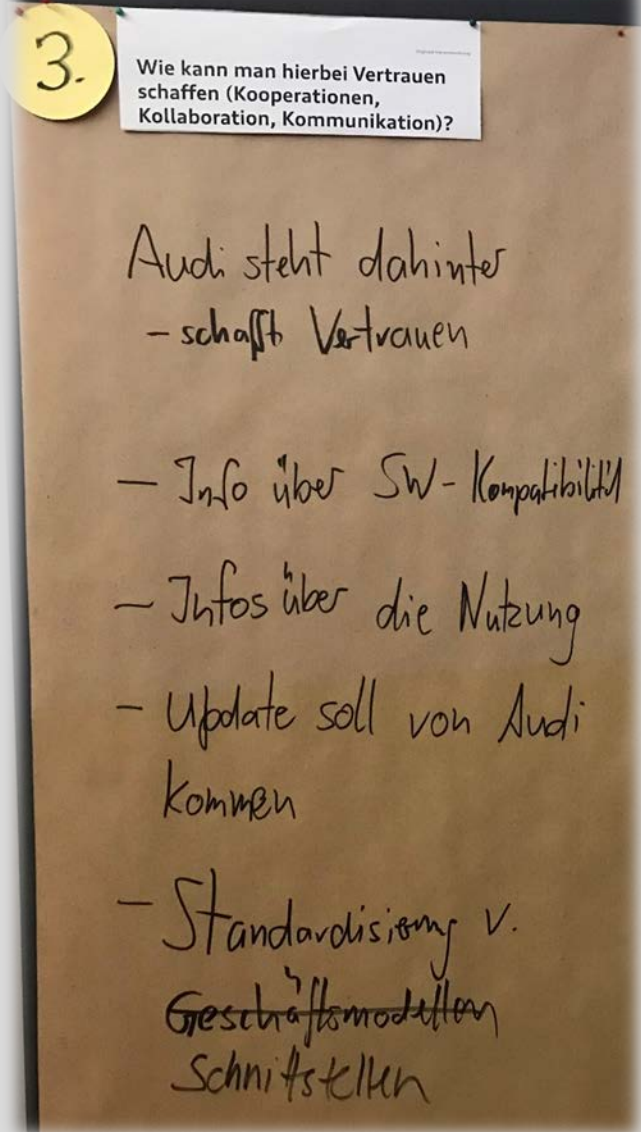 3.
Wie kann man hierbei Vertrauen
schaffen (Kooperationen,
Kollaboration, Kommunikation)?
Audi steht dahinter
- schafft Vertrauen
- Info über SW-Kompatibilität
- Infos über die Nutzung
- Update soll von Audi
kommen
- Standardisierung v.
Geschäftsmodellen
Schnittstellen